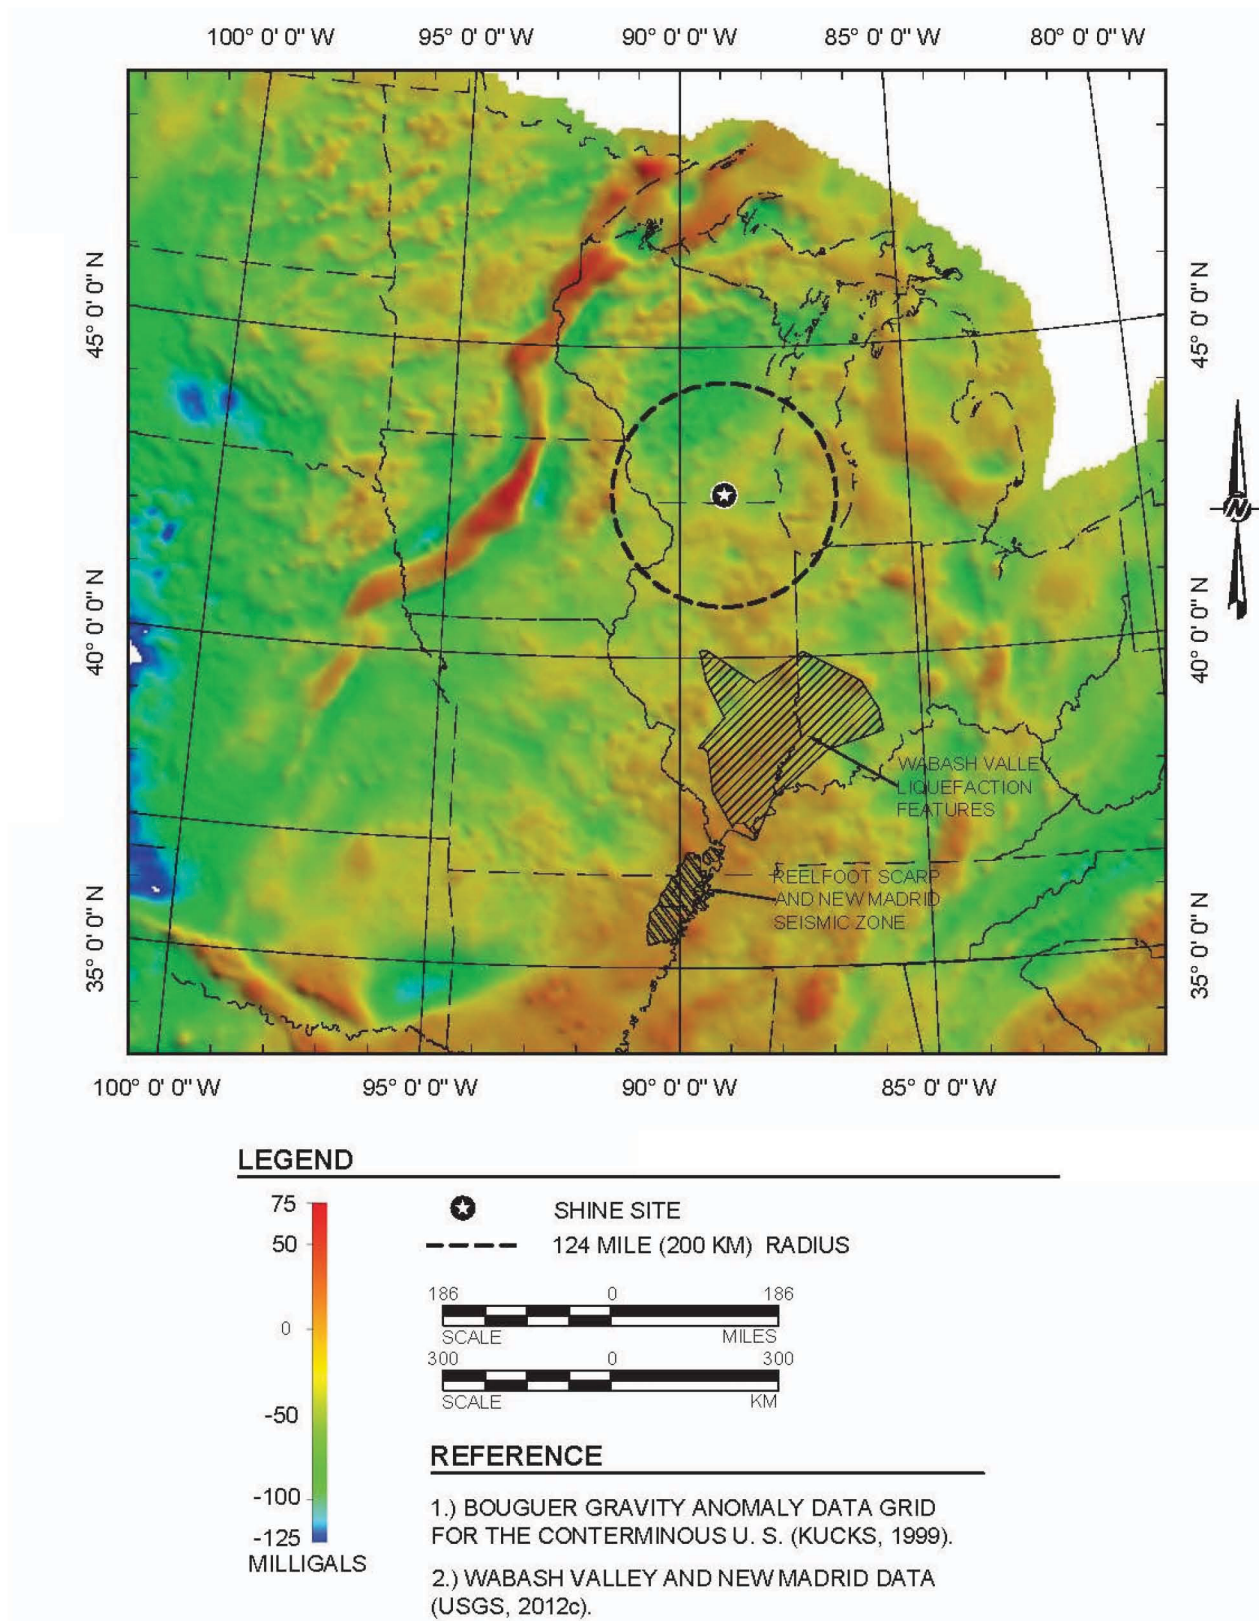 100° 0' 0" W 95° 0' 0" W 90° 0' 0" W 85° 0' 0" W 80° 0' 0" W
45° 0' 0" N
45° 0' 0" N
N
40° 0' 0" N
40° 0' 0" N
WABASH VALLEY
LIQUEFACTION
FEATURES
REELFOOT SCARP
AND NEW MADRID
SEISMIC ZONE
35° 0' 0" N
35° 0' 0" N
100° 0' 0" W 95° 0' 0" W 90° 0' 0" W 85° 0' 0" W
LEGEND
75
50
0
-50
-100
-125
MILLIGALS
SHINE SITE
124 MILE (200 KM) RADIUS
186 0 186
SCALE MILES
300 0 300
SCALE KM
REFERENCE
1.) BOUGUER GRAVITY ANOMALY DATA GRID
FOR THE CONTERMINOUS U. S. (KUCKS, 1999).
2.) WABASH VALLEY AND NEW MADRID DATA
(USGS, 2012c).